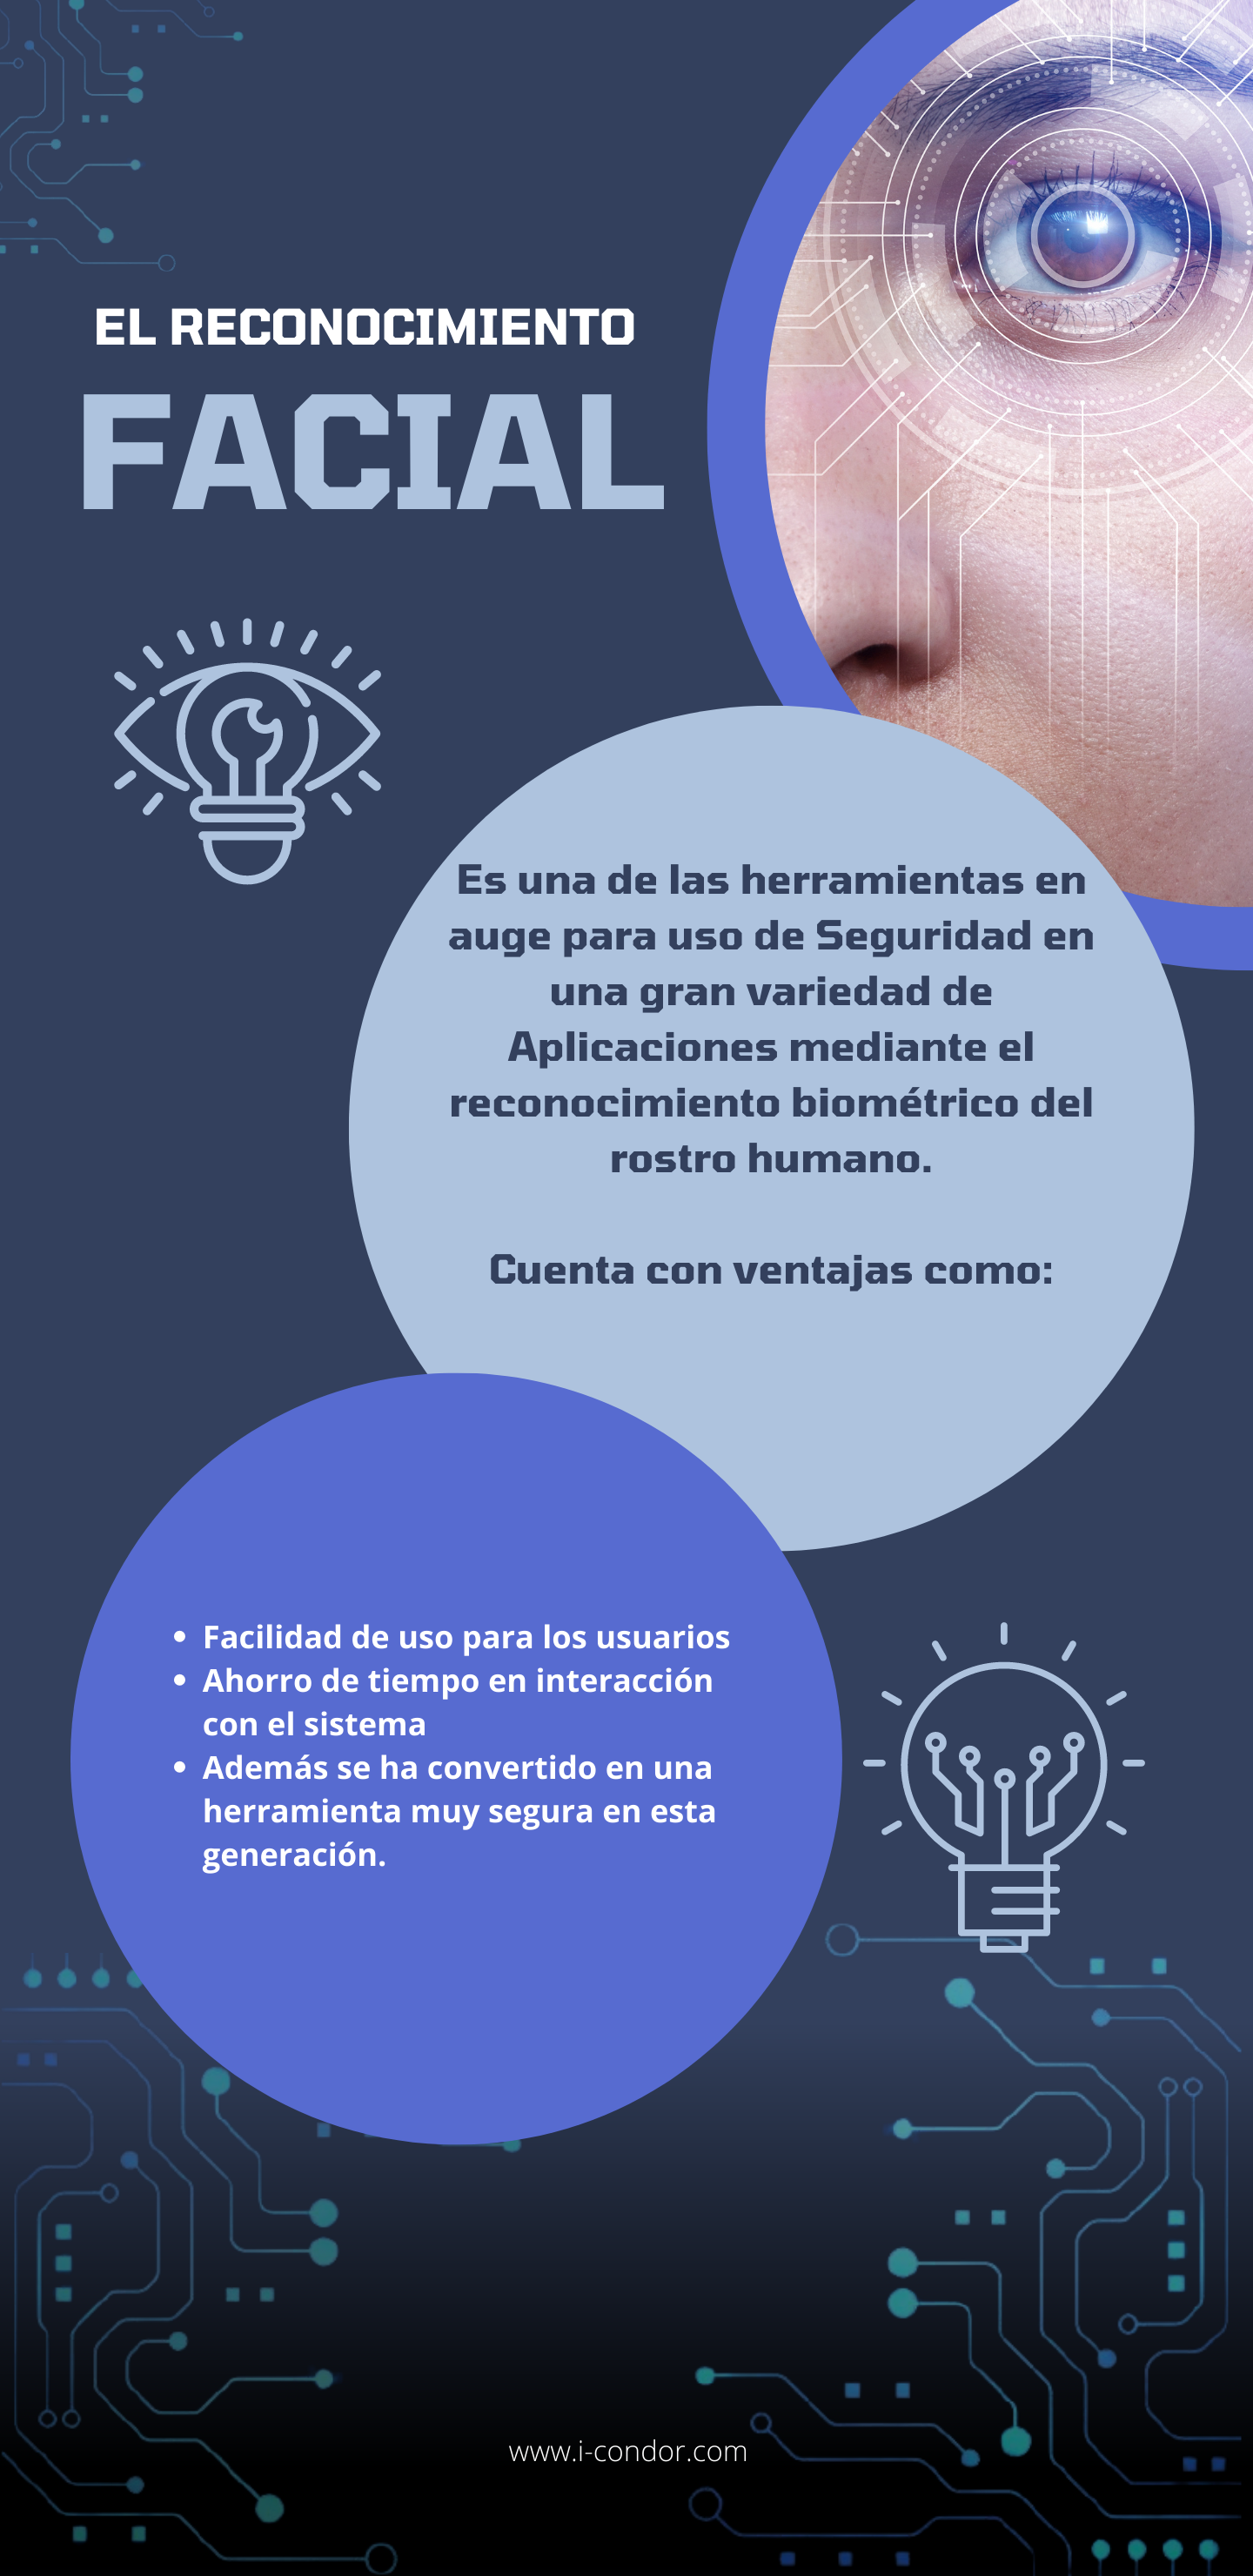 EL RECONOCIMIENTO
FACIAL
Es una de las herramientas en
auge para uso de Seguridad en
una gran variedad de
Aplicaciones mediante el
reconocimiento biométrico del
rostro humano.
Cuenta con ventajas como:
• Facilidad de uso para los usuarios
• Ahorro de tiempo en interacción
con el sistema
• Además se ha convertido en una
herramienta muy segura en esta
generación.
www.i-condor.com